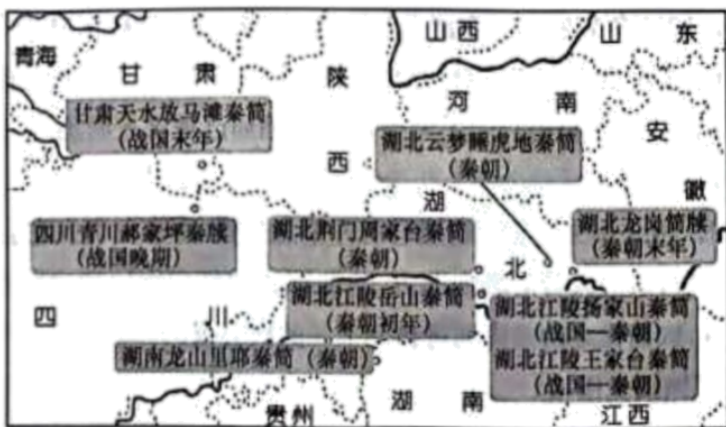 山西
山东
青海
甘肃
陕
河南
甘肃天水放马滩秦简
(战国末年)
湖北云梦睡虎地秦简
(秦朝)
安
西
徽
湖
四川青川郝家坪秦牍
(战国晚期)
湖北荆门周家台秦简
(秦朝)
湖北龙岗简牍
(秦朝末年)
北
四川
湖北江陵岳山秦简
(秦朝初年)
湖北江陵扬家山秦简
(战国—秦朝)
湖南龙山里耶秦简(秦朝)
湖北江陵王家台秦简
(战国—秦朝)
贵州
湖南
江西